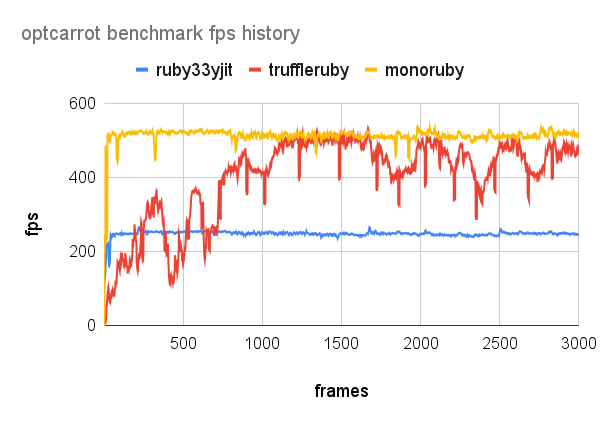 optcarrot benchmark fps history
ruby33yjit truffleruby monoruby
600
400
200
0
fps
500 1000 1500 2000 2500 3000
frames